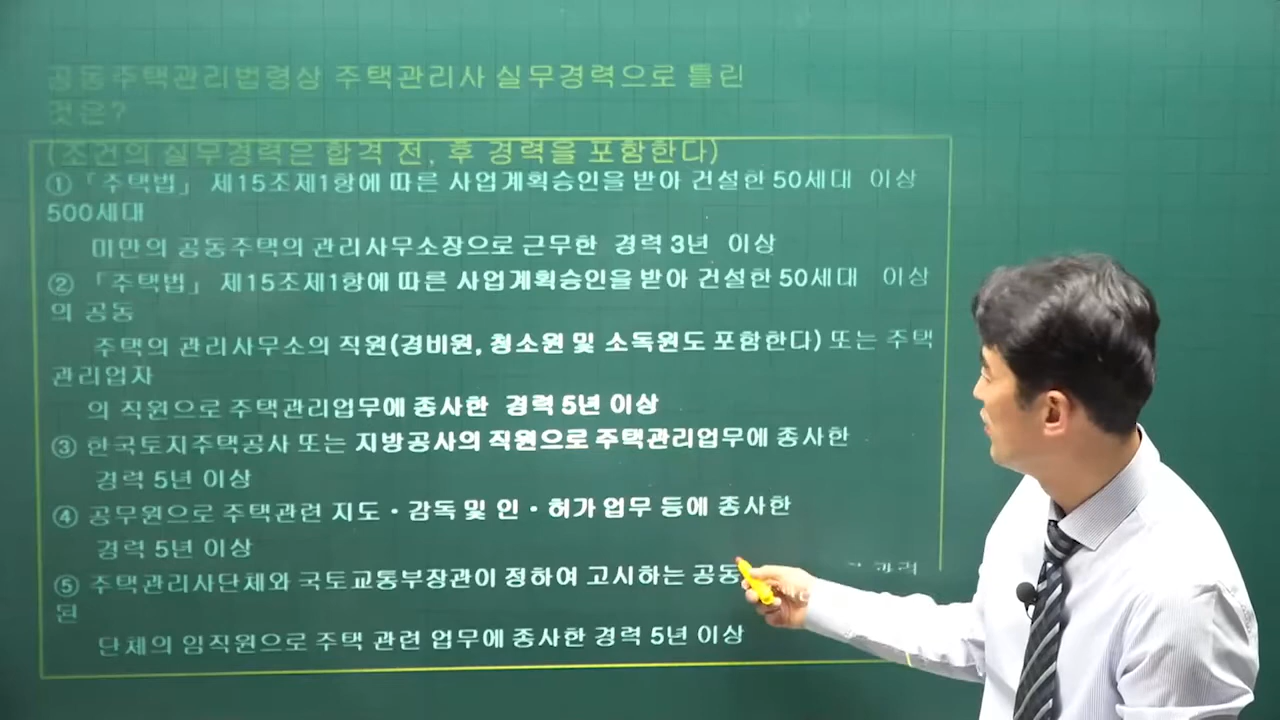 공동주택관리법령상 주택관리사 실무경력으로 틀린
것은?
(조건의 실무경력은 합격 전, 후 경력을 포함한다)
①「주택법」 제15조제1항에 따른 사업계획승인을 받아 건설한 50세대 이상
500세대
미만의 공동주택의 관리사무소장으로 근무한 경력 3년 이상
② 「주택법」 제15조제1항에 따른 사업계획승인을 받아 건설한 50세대 이상
의 공동
주택의 관리사무소의 직원(경비원, 청소원 및 소독원도 포함한다) 또는 주택
관리업자
의 직원으로 주택관리업무에 종사한 경력 5년 이상
③ 한국토지주택공사 또는 지방공사의 직원으로 주택관리업무에 종사한
경력 5년 이상
④ 공무원으로 주택관련 지도・감독 및 인・허가 업무 등에 종사한
경력 5년 이상
⑤ 주택관리사단체와 국토교통부장관이 정하여 고시하는 공동
된
단체의 임직원으로 주택 관련 업무에 종사한 경력 5년 이상